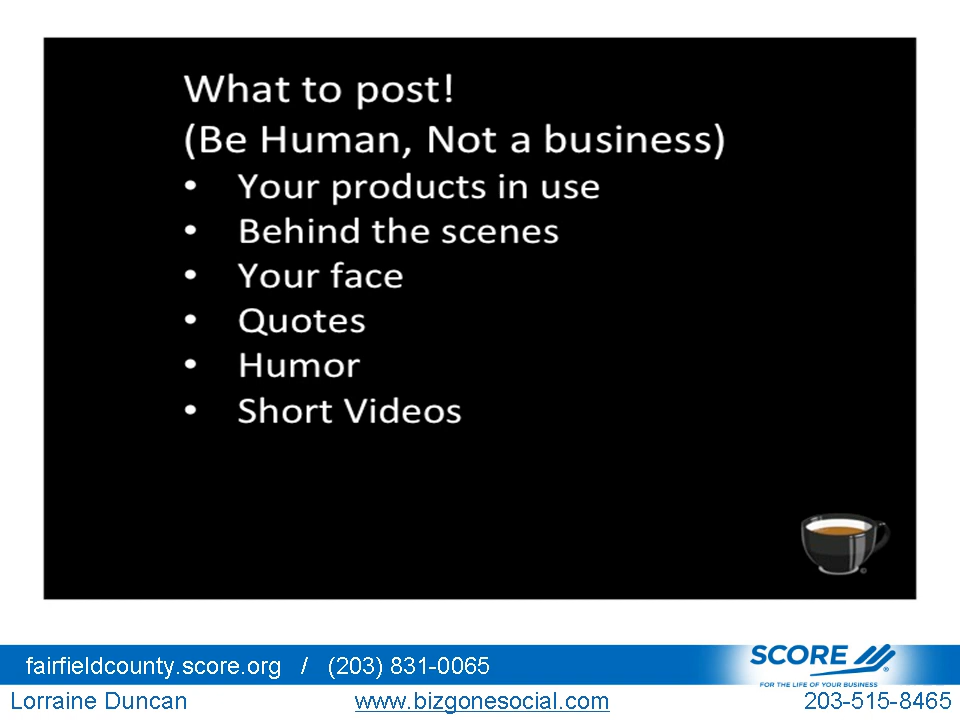 What to post!
(Be Human, Not a business)
• Your products in use
• Behind the scenes
• Your face
• Quotes
• Humor
• Short Videos
©
fairfieldcounty.score.org / (203) 831-0065
SCORE
FOR THE LIFE OF YOUR BUSINESS
Lorraine Duncan www.bizgonesocial.com 203-515-8465